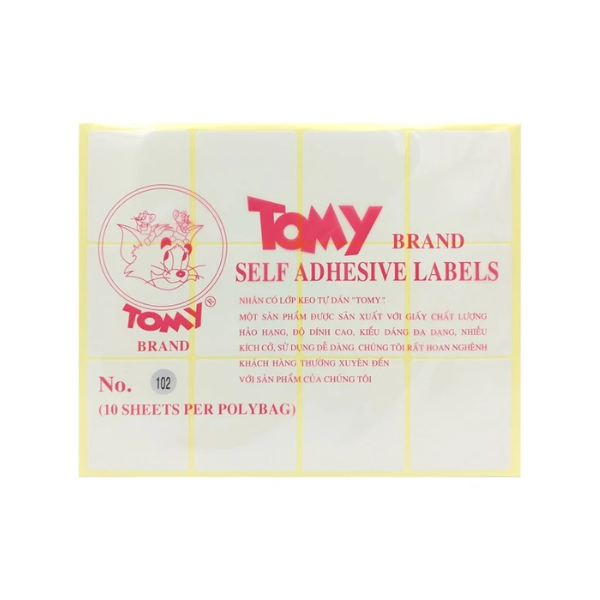 TOMY BRAND
SELF ADHESIVE LABELS
NHÃN CÓ LỚP KEO TỰ DÁN "TOMY".
MỘT SẢN PHẨM ĐƯỢC SẢN XUẤT VỚI GIẤY CHẤT LƯỢNG
HẢO HẠNG, ĐỘ DÍNH CAO, KIỂU DÁNG ĐA DẠNG, NHIỀU
KÍCH CỠ, SỬ DỤNG DỄ DÀNG. CHÚNG TÔI RẤT HOAN NGHÊNH
KHÁCH HÀNG THƯỜNG XUYÊN ĐẾN
VỚI SẢN PHẨM CỦA CHÚNG TÔI
TOMY®
BRAND
No. 102
(10 SHEETS PER POLYBAG)